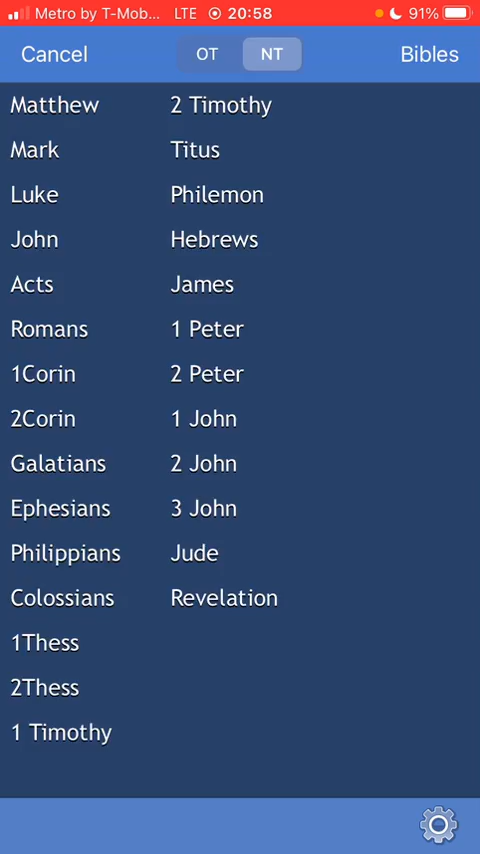 Metro by T-Mob... LTE 20:58 91%
Cancel OT NT Bibles
Matthew 2 Timothy
Mark Titus
Luke Philemon
John Hebrews
Acts James
Romans 1 Peter
1Corin 2 Peter
2Corin 1 John
Galatians 2 John
Ephesians 3 John
Philippians Jude
Colossians Revelation
1Thess
2Thess
1 Timothy